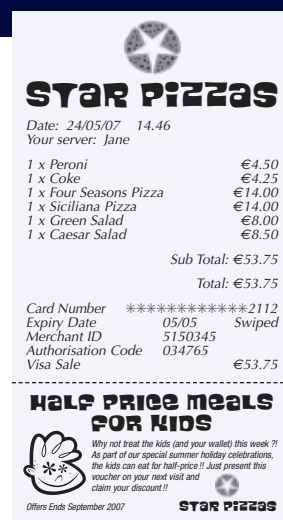 STAR PIZZAS
Date: 24/05/07 14.46
Your server: Jane
1 x Peroni €4.50
1 x Coke €4.25
1 x Four Seasons Pizza €14.00
1 x Siciliana Pizza €14.00
1 x Green Salad €8.00
1 x Caesar Salad €8.50
Sub Total: €53.75
Total: €53.75
Card Number ************2112
Expiry Date 05/05 Swiped
Merchant ID 5150345
Authorisation Code 034765
Visa Sale €53.75
HALF PRICE MEALS
FOR KIDS
Why not treat the kids (and your wallet) this week ?!
As part of our special summer holiday celebrations,
the kids can eat for half-price !! Just present this
voucher on your next visit and
claim your discount !!
Offers Ends September 2007
STAR PIZZAS